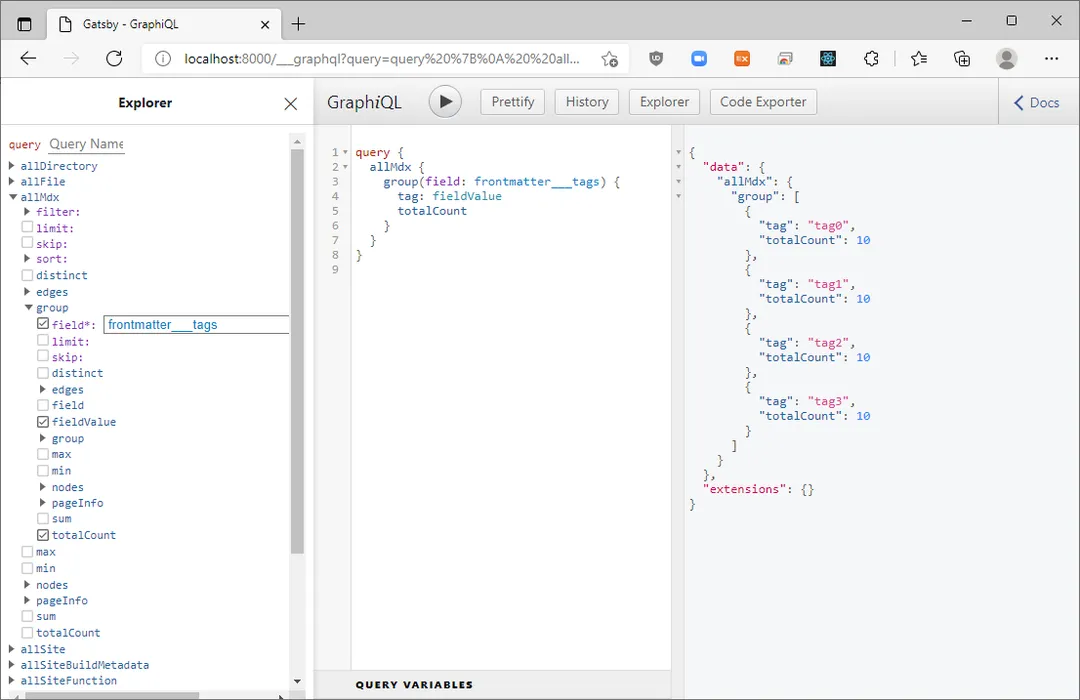 Gatsby - GraphiQL
localhost:8000/___graphql?query=query%20%7B%0A%20%20all...
Explorer
query Query Name
allDirectory
allFile
allMdx
filter:
limit:
skip:
sort:
distinct
edges
group
field*: frontmatter___tags
limit:
skip:
distinct
edges
field
fieldValue
group
max
min
nodes
pageInfo
sum
totalCount
max
min
nodes
pageInfo
sum
totalCount
allSite
allSiteBuildMetadata
allSiteFunction
GraphiQL
Prettify
History
Explorer
Code Exporter
Docs
1 query {
2 allMdx {
3 group(field: frontmatter___tags) {
4 tag: fieldValue
5 totalCount
6 }
7 }
8 }
9
QUERY VARIABLES
{
"data": {
"allMdx": {
"group": [
{
"tag": "tag0",
"totalCount": 10
},
{
"tag": "tag1",
"totalCount": 10
},
{
"tag": "tag2",
"totalCount": 10
},
{
"tag": "tag3",
"totalCount": 10
}
]
}
},
"extensions": {}
}